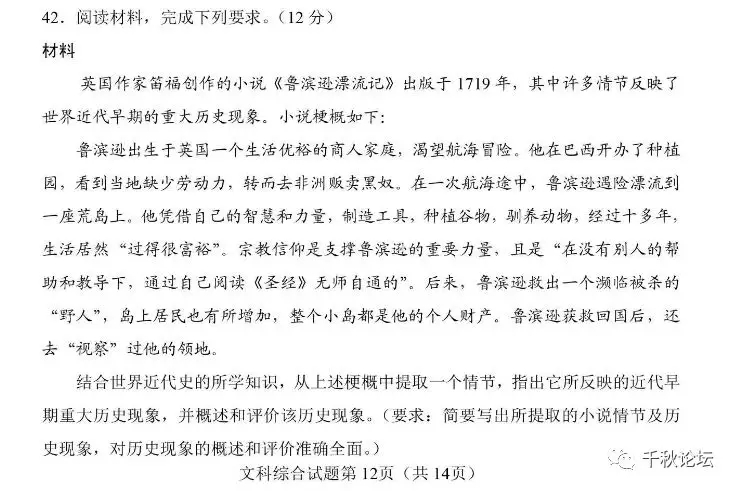 42．阅读材料，完成下列要求。（12 分）
材料
英国作家笛福创作的小说《鲁滨逊漂流记》出版于 1719 年，其中许多情节反映了
世界近代早期的重大历史现象。小说梗概如下：
鲁滨逊出生于英国一个生活优裕的商人家庭，渴望航海冒险。他在巴西开办了种植
园，看到当地缺少劳动力，转而去非洲贩卖黑奴。在一次航海途中，鲁滨逊遇险漂流到
一座荒岛上。他凭借自己的智慧和力量，制造工具，种植谷物，驯养动物，经过十多年，
生活居然“过得很富裕”。宗教信仰是支撑鲁滨逊的重要力量，且是“在没有别人的帮
助和教导下，通过自己阅读《圣经》无师自通的”。后来，鲁滨逊救出一个濒临被杀的
“野人”，岛上居民也有所增加，整个小岛都是他的个人财产。鲁滨逊获救回国后，还
去“视察”过他的领地。
结合世界近代史的所学知识，从上述梗概中提取一个情节，指出它所反映的近代早
期重大历史现象，并概述和评价该历史现象。（要求：简要写出所提取的小说情节及历
史现象，对历史现象的概述和评价准确全面。）
文科综合试题第 12页（共 14页）
千秋论坛